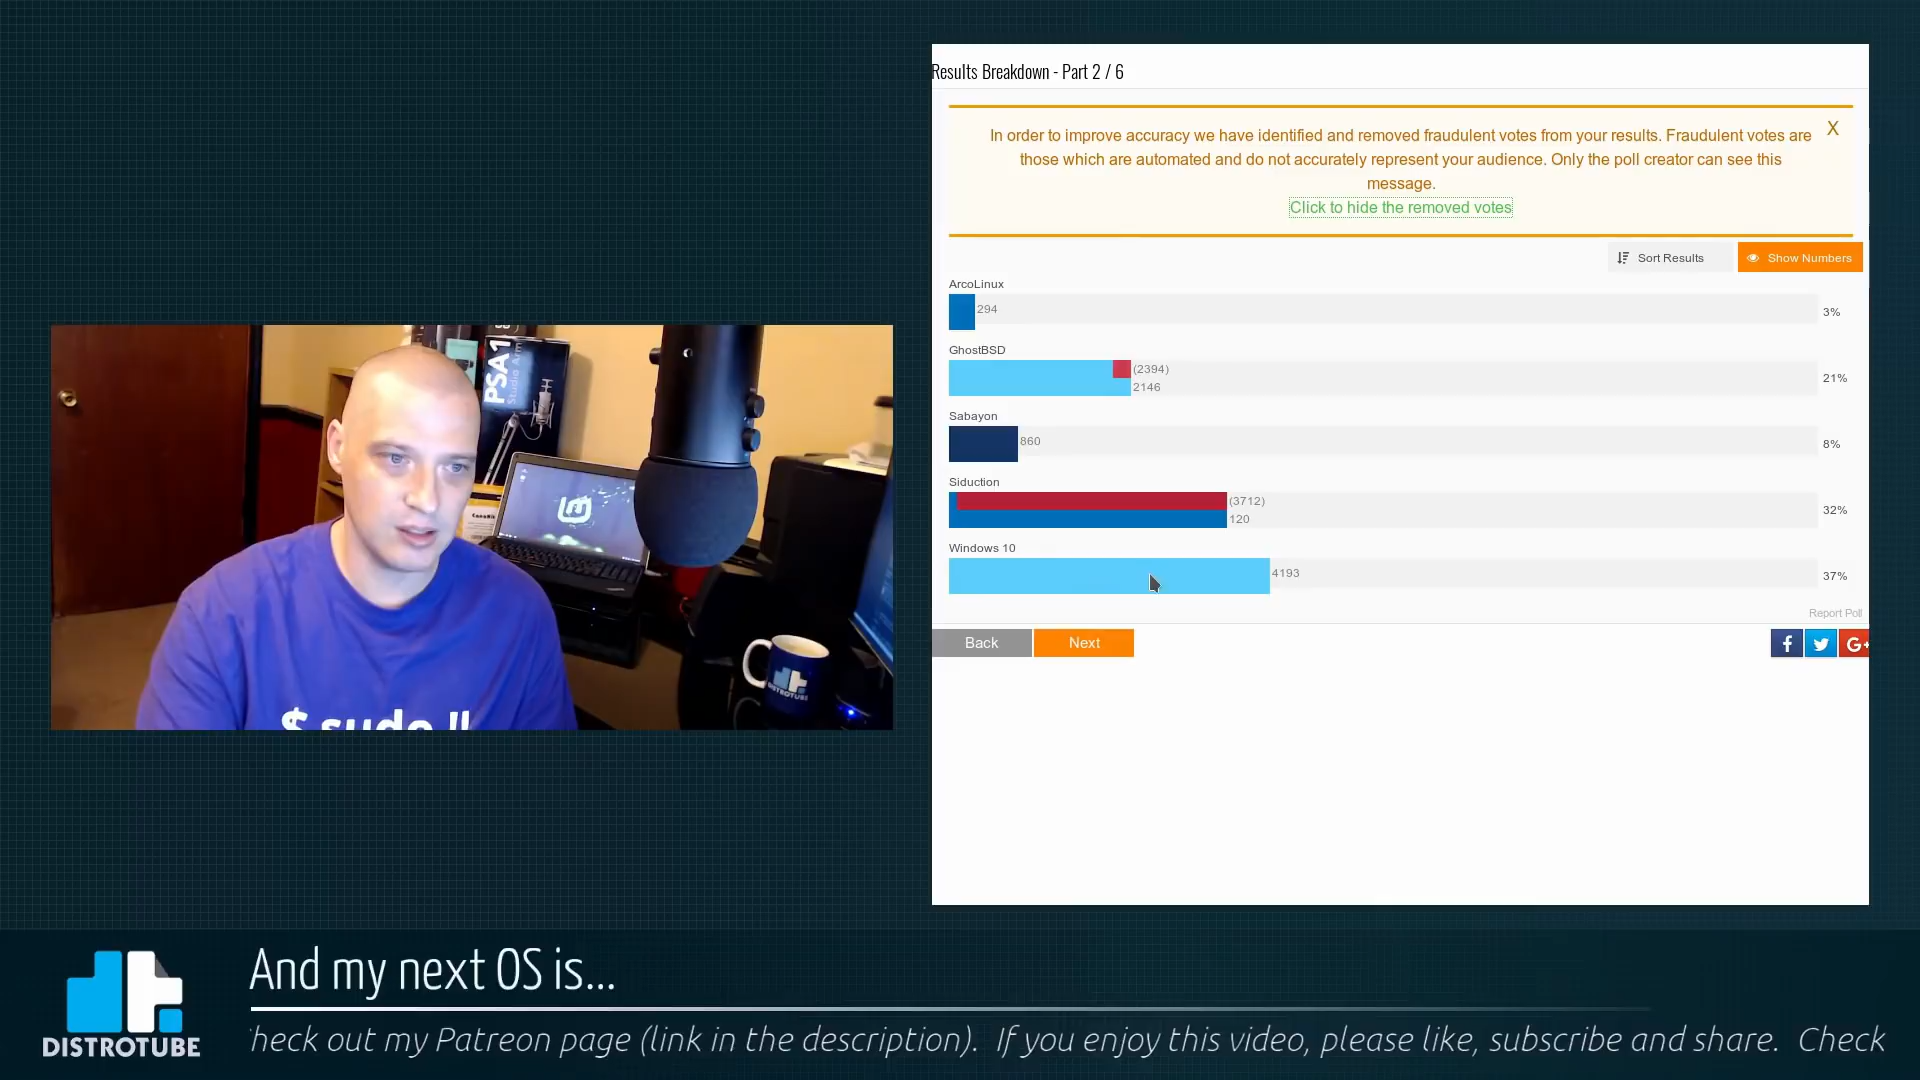 Results Breakdown - Part 2 / 6
In order to improve accuracy we have identified and removed fraudulent votes from your results. Fraudulent votes are
those which are automated and do not accurately represent your audience. Only the poll creator can see this
message.
Click to hide the removed votes
X
Sort Results
Show Numbers
ArcoLinux
294
3%
GhostBSD
(2394)
2146
21%
Sabayon
860
8%
Siduction
(3712)
120
32%
Windows 10
4193
37%
Report Poll
Back
Next
f
G+
PSA1
Studio Arm
$ sudo !!
DISTROTUBE
And my next OS is...
DISTROTUBE
heck out my Patreon page (link in the description). If you enjoy this video, please like, subscribe and share. Check